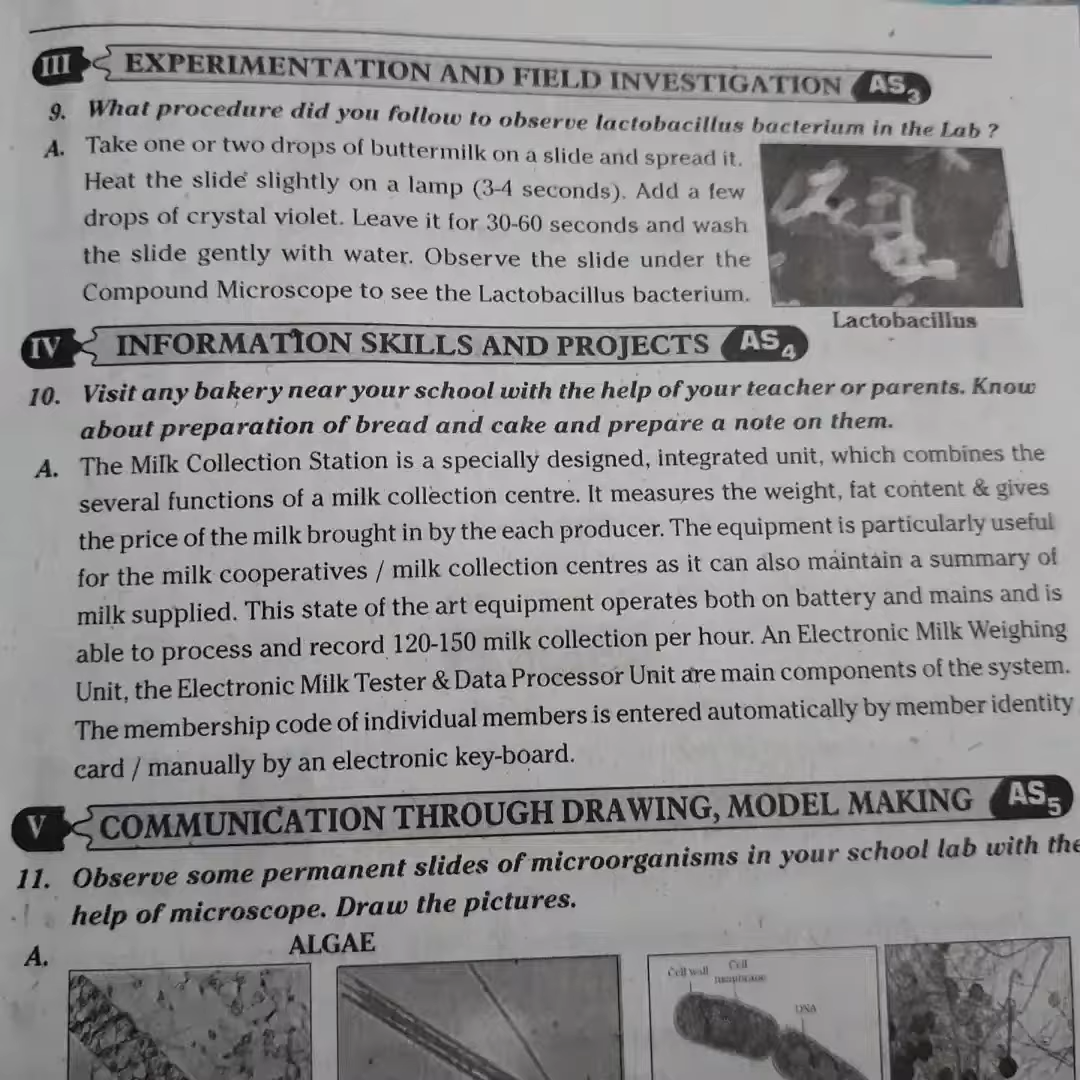 III EXPERIMENTATION AND FIELD INVESTIGATION AS3
9. What procedure did you follow to observe lactobacillus bacterium in the Lab ?
A. Take one or two drops of buttermilk on a slide and spread it.
Heat the slide slightly on a lamp (3-4 seconds). Add a few
drops of crystal violet. Leave it for 30-60 seconds and wash
the slide gently with water. Observe the slide under the
Compound Microscope to see the Lactobacillus bacterium.
Lactobacillus
IV INFORMATION SKILLS AND PROJECTS AS4
10. Visit any bakery near your school with the help of your teacher or parents. Know
about preparation of bread and cake and prepare a note on them.
A. The Milk Collection Station is a specially designed, integrated unit, which combines the
several functions of a milk collection centre. It measures the weight, fat content & gives
the price of the milk brought in by the each producer. The equipment is particularly useful
for the milk cooperatives / milk collection centres as it can also maintain a summary of
milk supplied. This state of the art equipment operates both on battery and mains and is
able to process and record 120-150 milk collection per hour. An Electronic Milk Weighing
Unit, the Electronic Milk Tester & Data Processor Unit are main components of the system.
The membership code of individual members is entered automatically by member identity
card / manually by an electronic key-board.
V COMMUNICATION THROUGH DRAWING, MODEL MAKING AS5
11. Observe some permanent slides of microorganisms in your school lab with the
help of microscope. Draw the pictures.
A. ALGAE
Cell wall
Cell
membrane
DNA